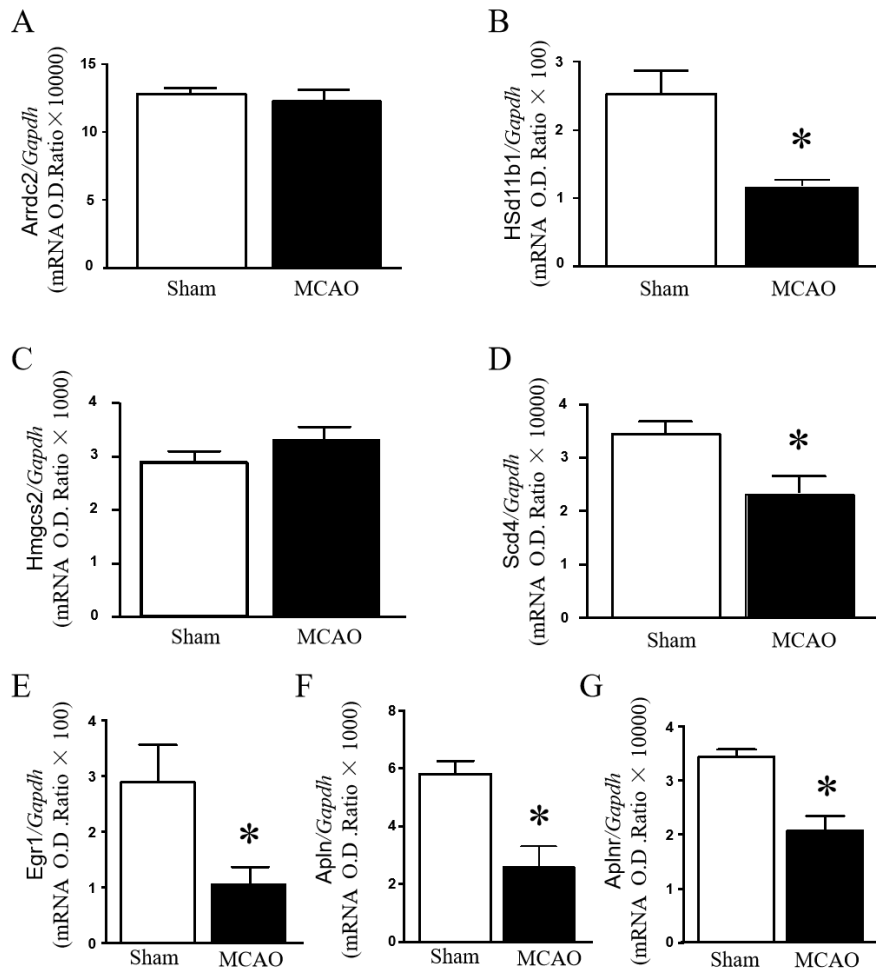 A
Arrdc2/Gapdh
(mRNA O.D.Ratio×10000)
15
10
5
0
Sham
MCAO
B
HSd11b1/Gapdh
(mRNA O.D. Ratio × 100)
3
2
1
0
*
Sham
MCAO
C
Hmgcs2/Gapdh
(mRNA O.D. Ratio × 1000)
4
3
2
1
0
Sham
MCAO
D
Scd4/Gapdh
(mRNA O.D. Ratio × 10000)
4
3
2
1
0
*
Sham
MCAO
E
Egr1/Gapdh
(mRNA O.D .Ratio × 100)
4
3
2
1
0
*
Sham
MCAO
F
Apln/Gapdh
(mRNA O.D .Ratio × 1000)
8
6
4
2
0
*
Sham
MCAO
G
Aplnr/Gapdh
(mRNA O.D .Ratio × 10000)
4
3
2
1
0
*
Sham
MCAO